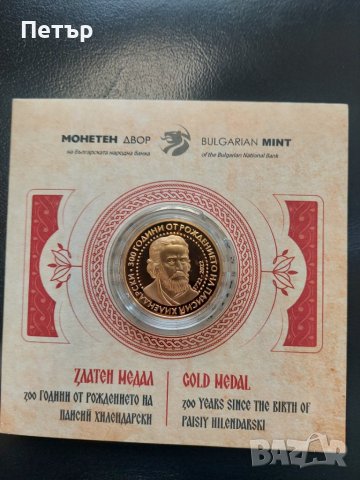 Петър
МОНЕТЕН ДВОР
на българската народна банка
BULGARIAN MINT
of the Bulgarian National Bank
• 300 ГОДИНИ ОТ РОЖДЕНИЕТО НА ПАИСИЙ ХИЛЕНДАРСКИ
ЗЛАТЕН МЕДАЛ
300 ГОДИНИ ОТ РОЖДЕНИЕТО НА
ПАИСИЙ ХИЛЕНДАРСКИ
GOLD MEDAL
300 YEARS SINCE THE BIRTH OF
PAISIY HILENDARSKI
BAZAR